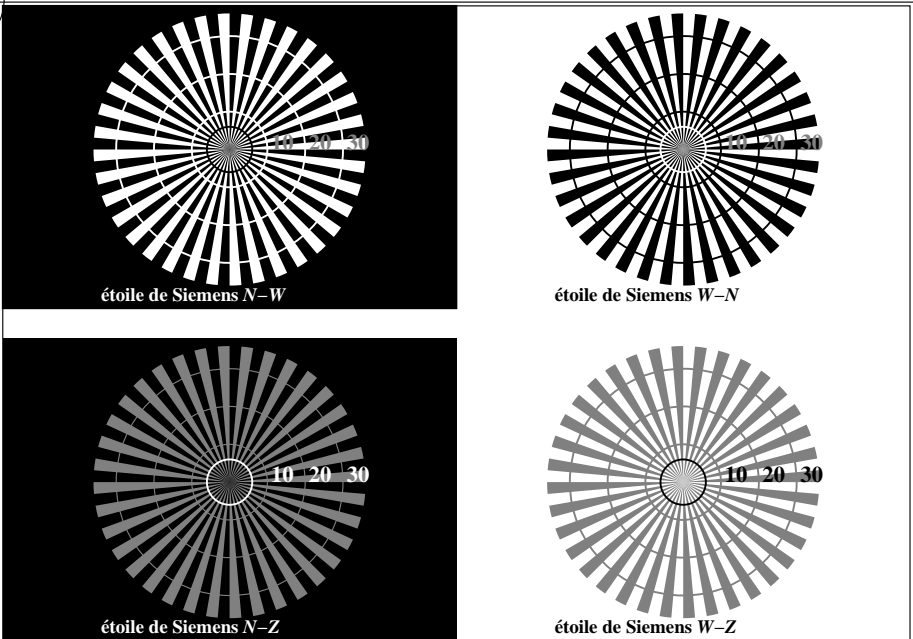 10 20 30
étoile de Siemens N–W
10 20 30
étoile de Siemens W–N
10 20 30
étoile de Siemens N–Z
10 20 30
étoile de Siemens W–Z